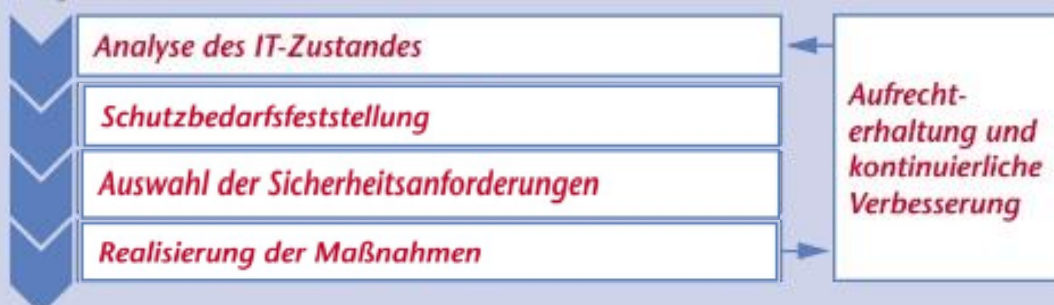 Analyse des IT-Zustandes
Schutzbedarfsfeststellung
Auswahl der Sicherheitsanforderungen
Realisierung der Maßnahmen
Aufrecht-
erhaltung und
kontinuierliche
Verbesserung